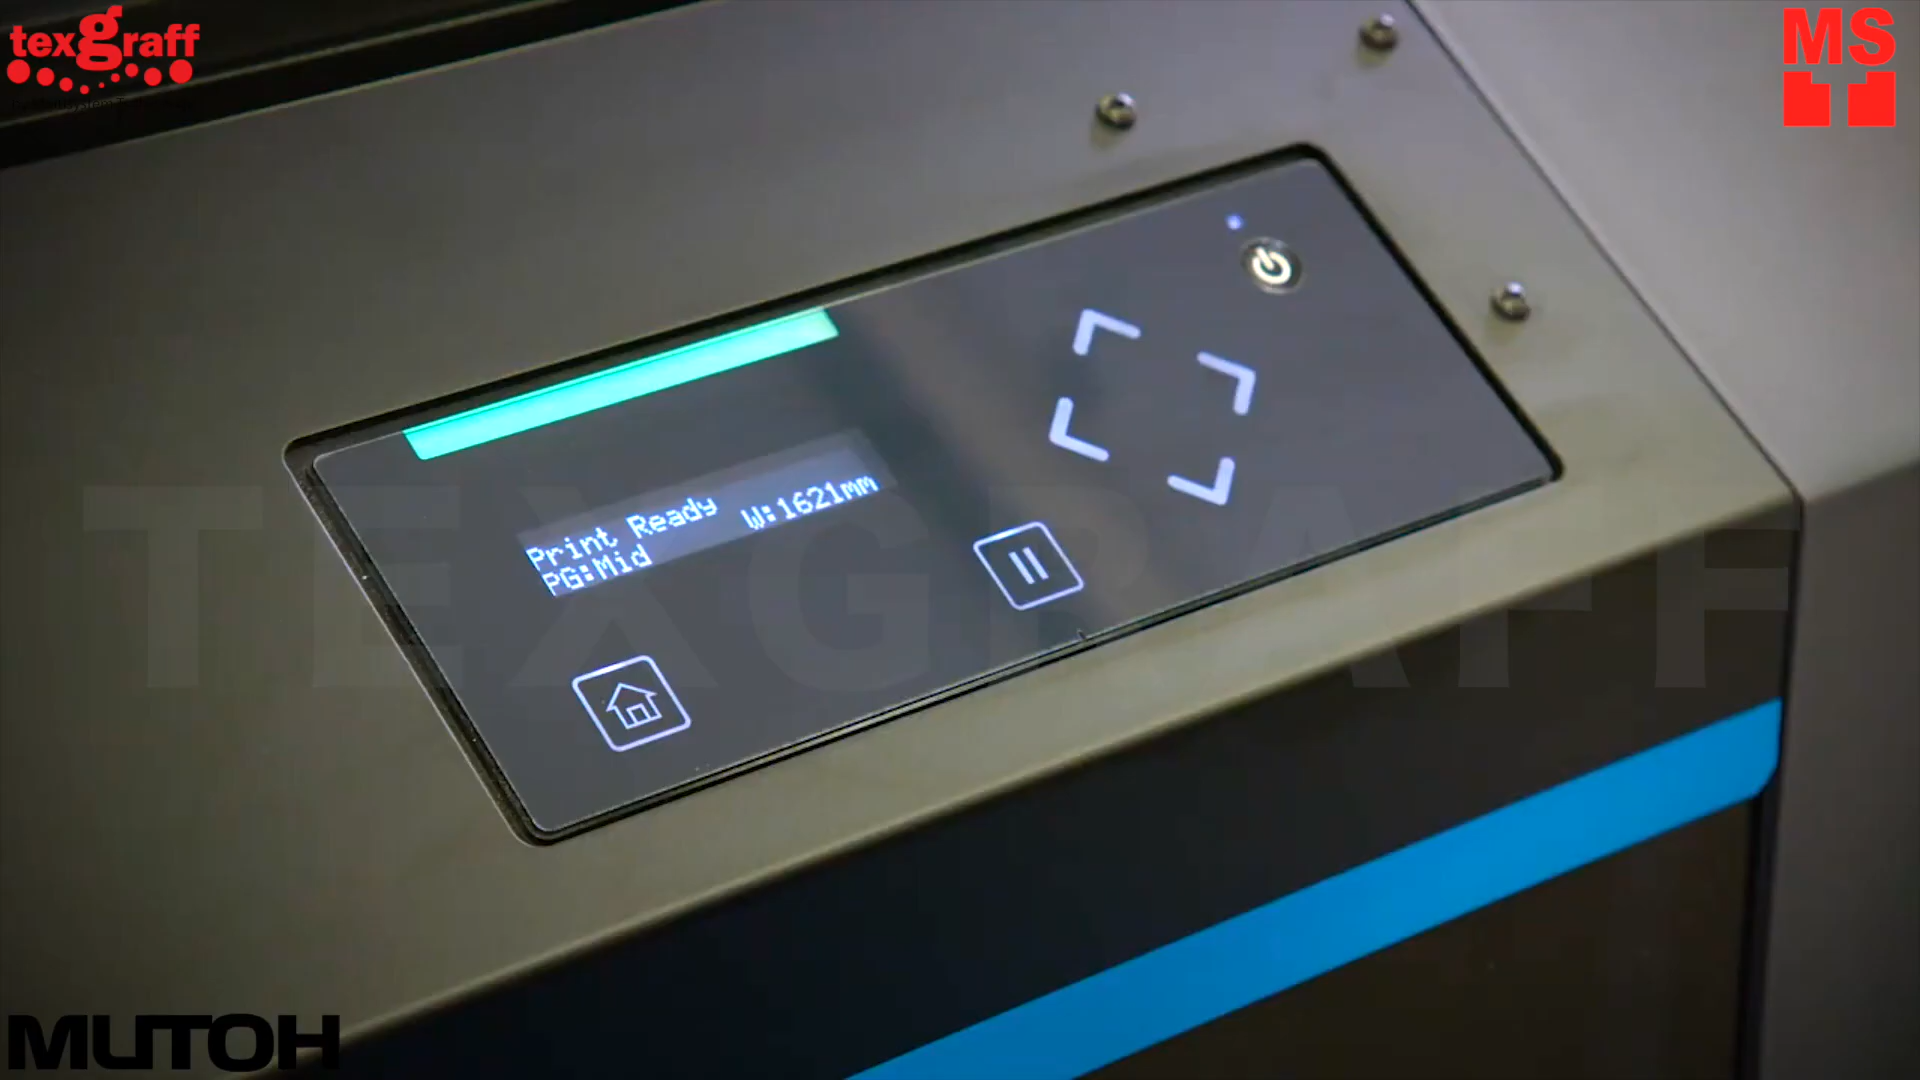 texgraff
MS
Print Ready
W:1621mm
PG:Mid
TEXGRAFF
MUTOH